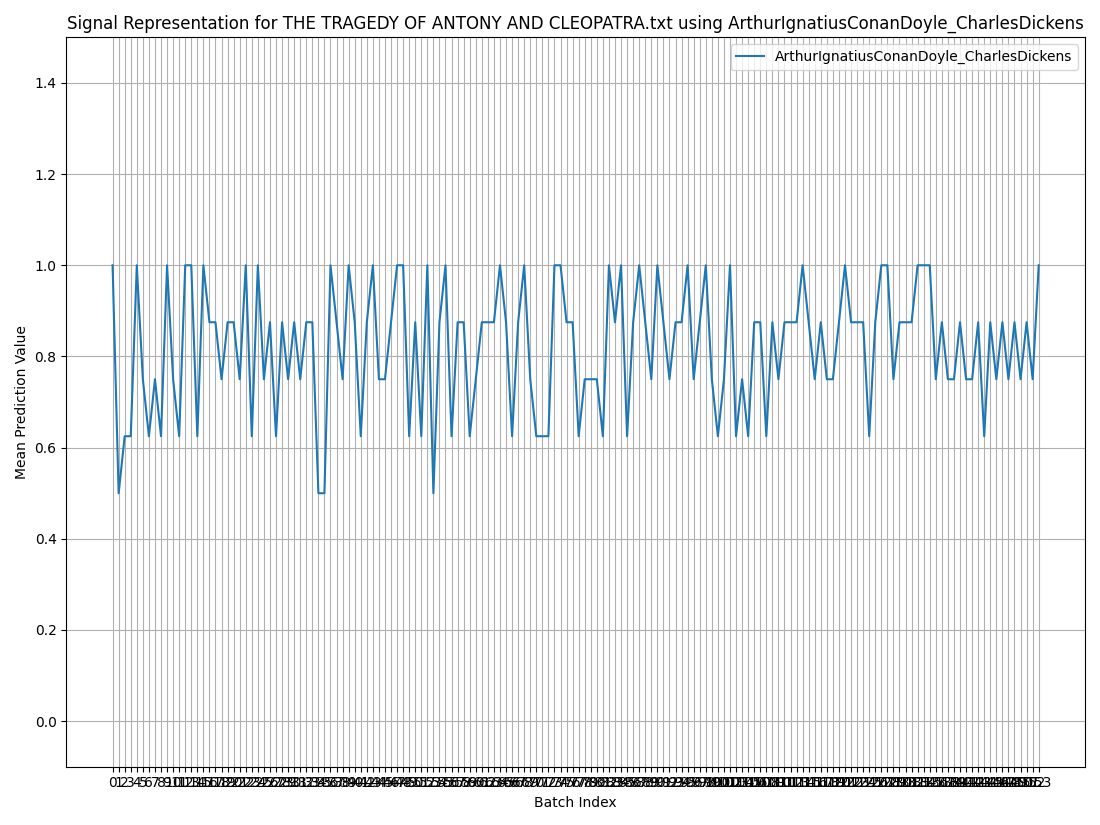 Signal Representation for THE TRAGEDY OF ANTONY AND CLEOPATRA.txt using ArthurIgnatiusConanDoyle_CharlesDickens
ArthurIgnatiusConanDoyle_CharlesDickens
1.4
1.2
1.0
0.8
0.6
0.4
0.2
0.0
Mean Prediction Value
Batch Index